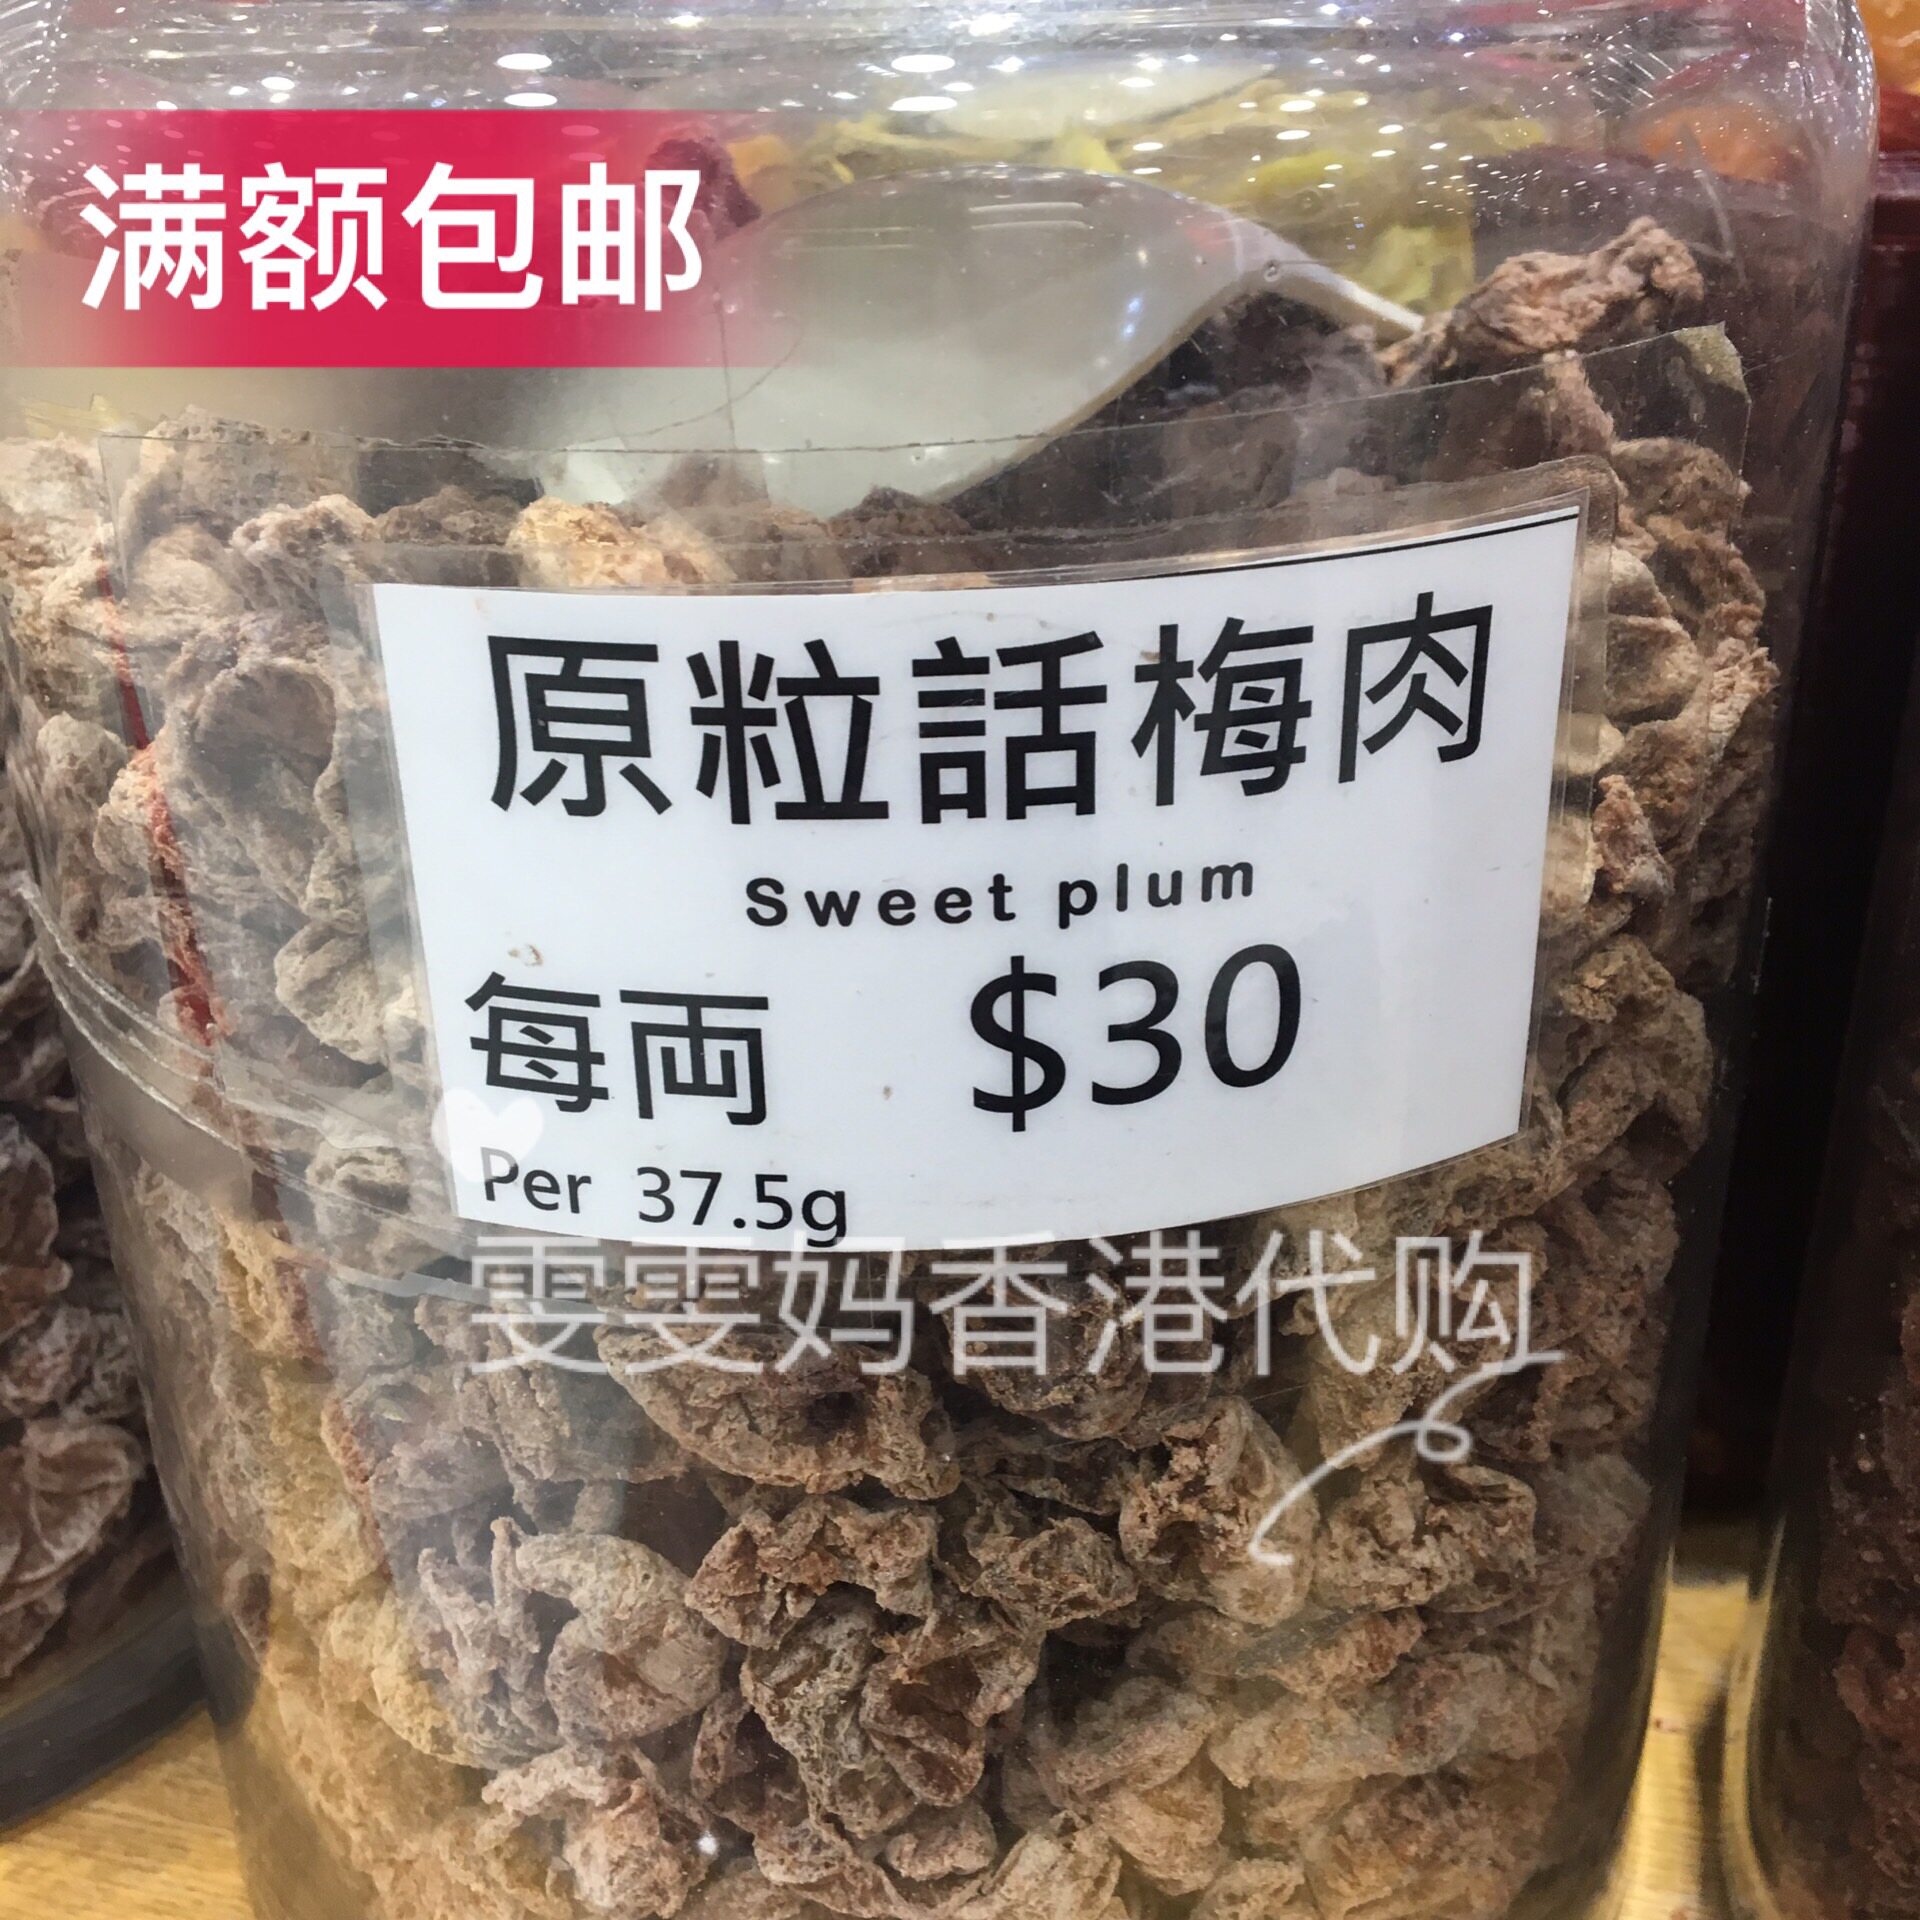 满额包邮
原粒話梅肉
Sweet plum
每両 $30
Per 37.5g
雯雯妈香港代购